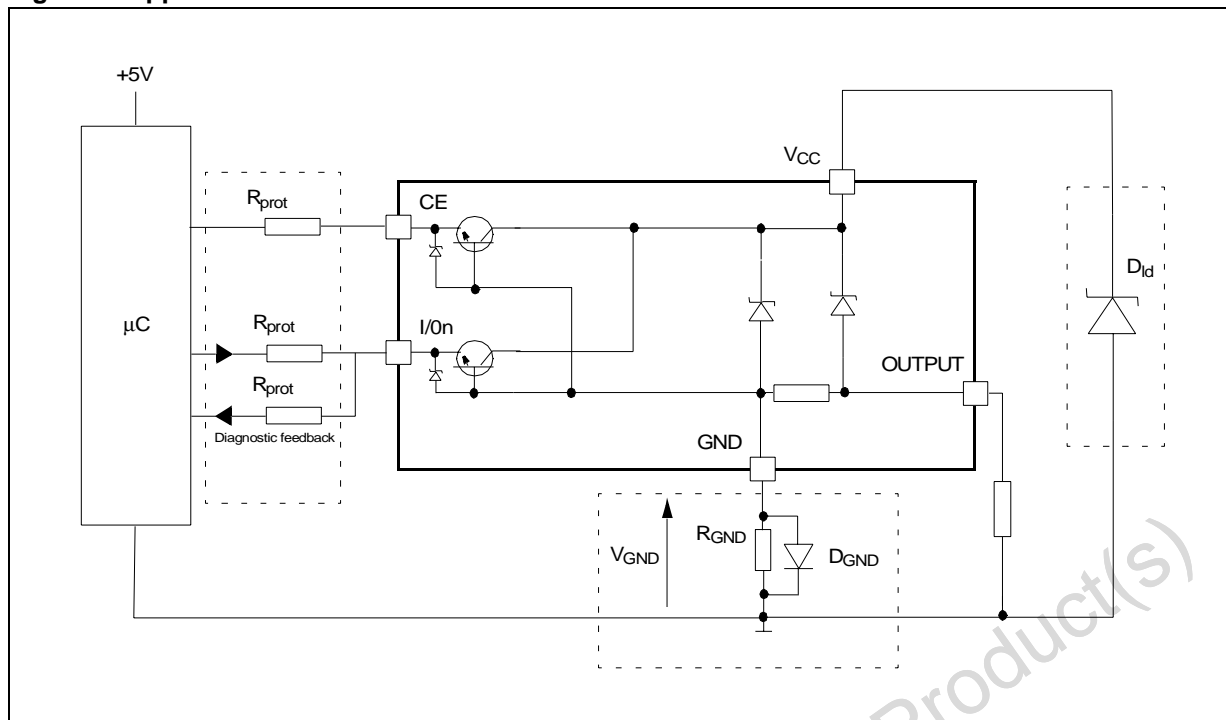 +5V
μC
Rprot
Rprot
Rprot
Diagnostic feedback
CE
I/0n
VCC
OUTPUT
GND
VGND
RGND
DGND
Dld
Product(s)